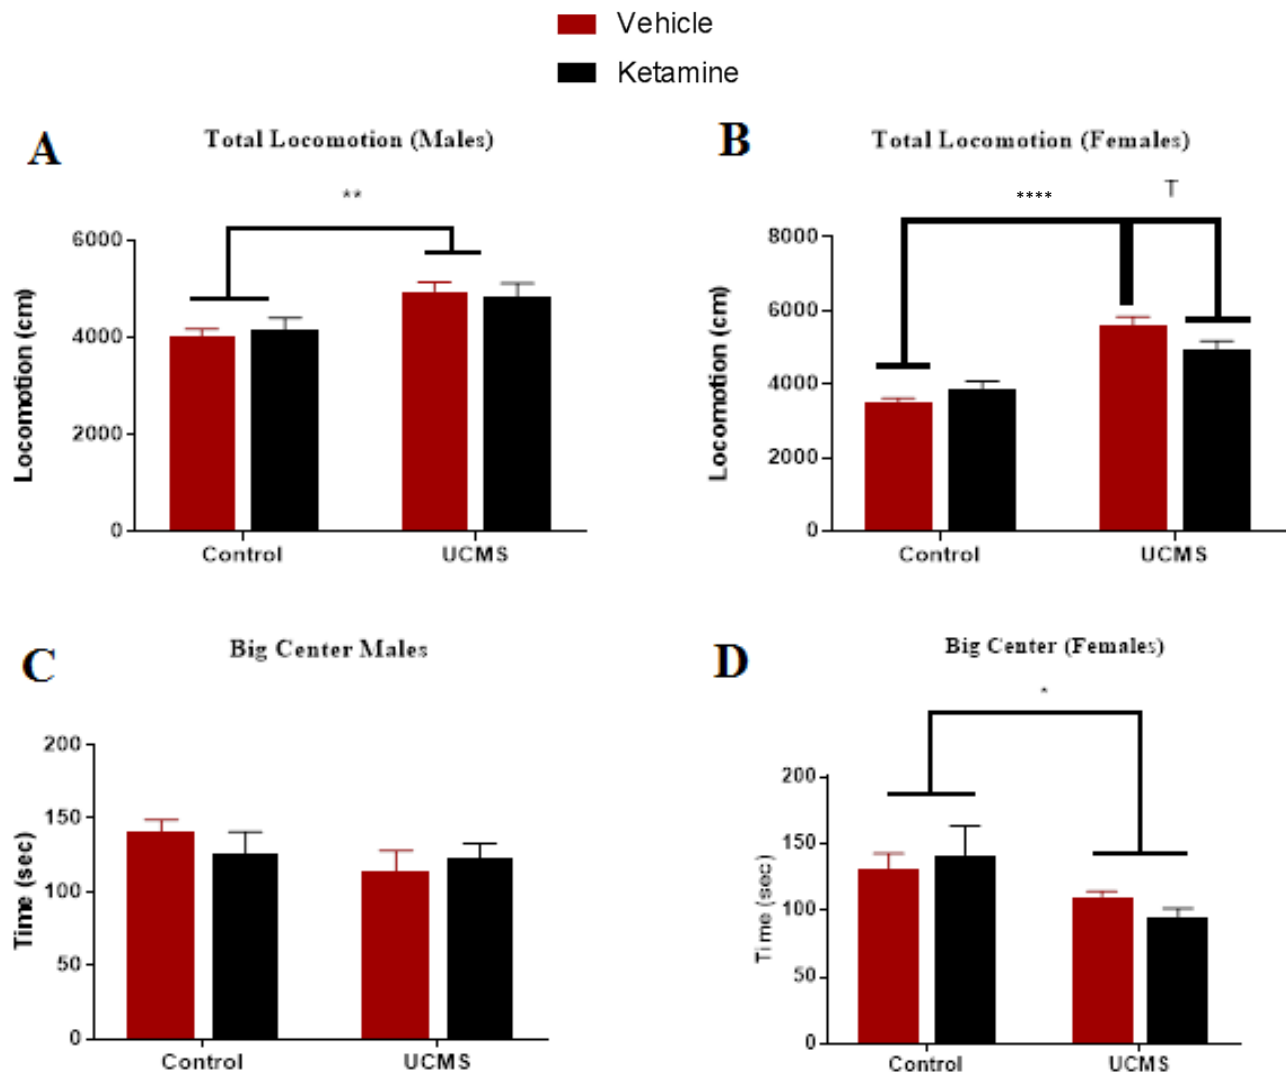 Vehicle
Ketamine
A
Total Locomotion (Males)
**
6000
4000
2000
0
Locomotion (cm)
Control
UCMS
B
Total Locomotion (Females)
****
T
8000
6000
4000
2000
0
Locomotion (cm)
Control
UCMS
C
Big Center Males
200
150
100
50
0
Time (sec)
Control
UCMS
D
Big Center (Females)
*
200
150
100
50
0
Time (sec)
Control
UCMS